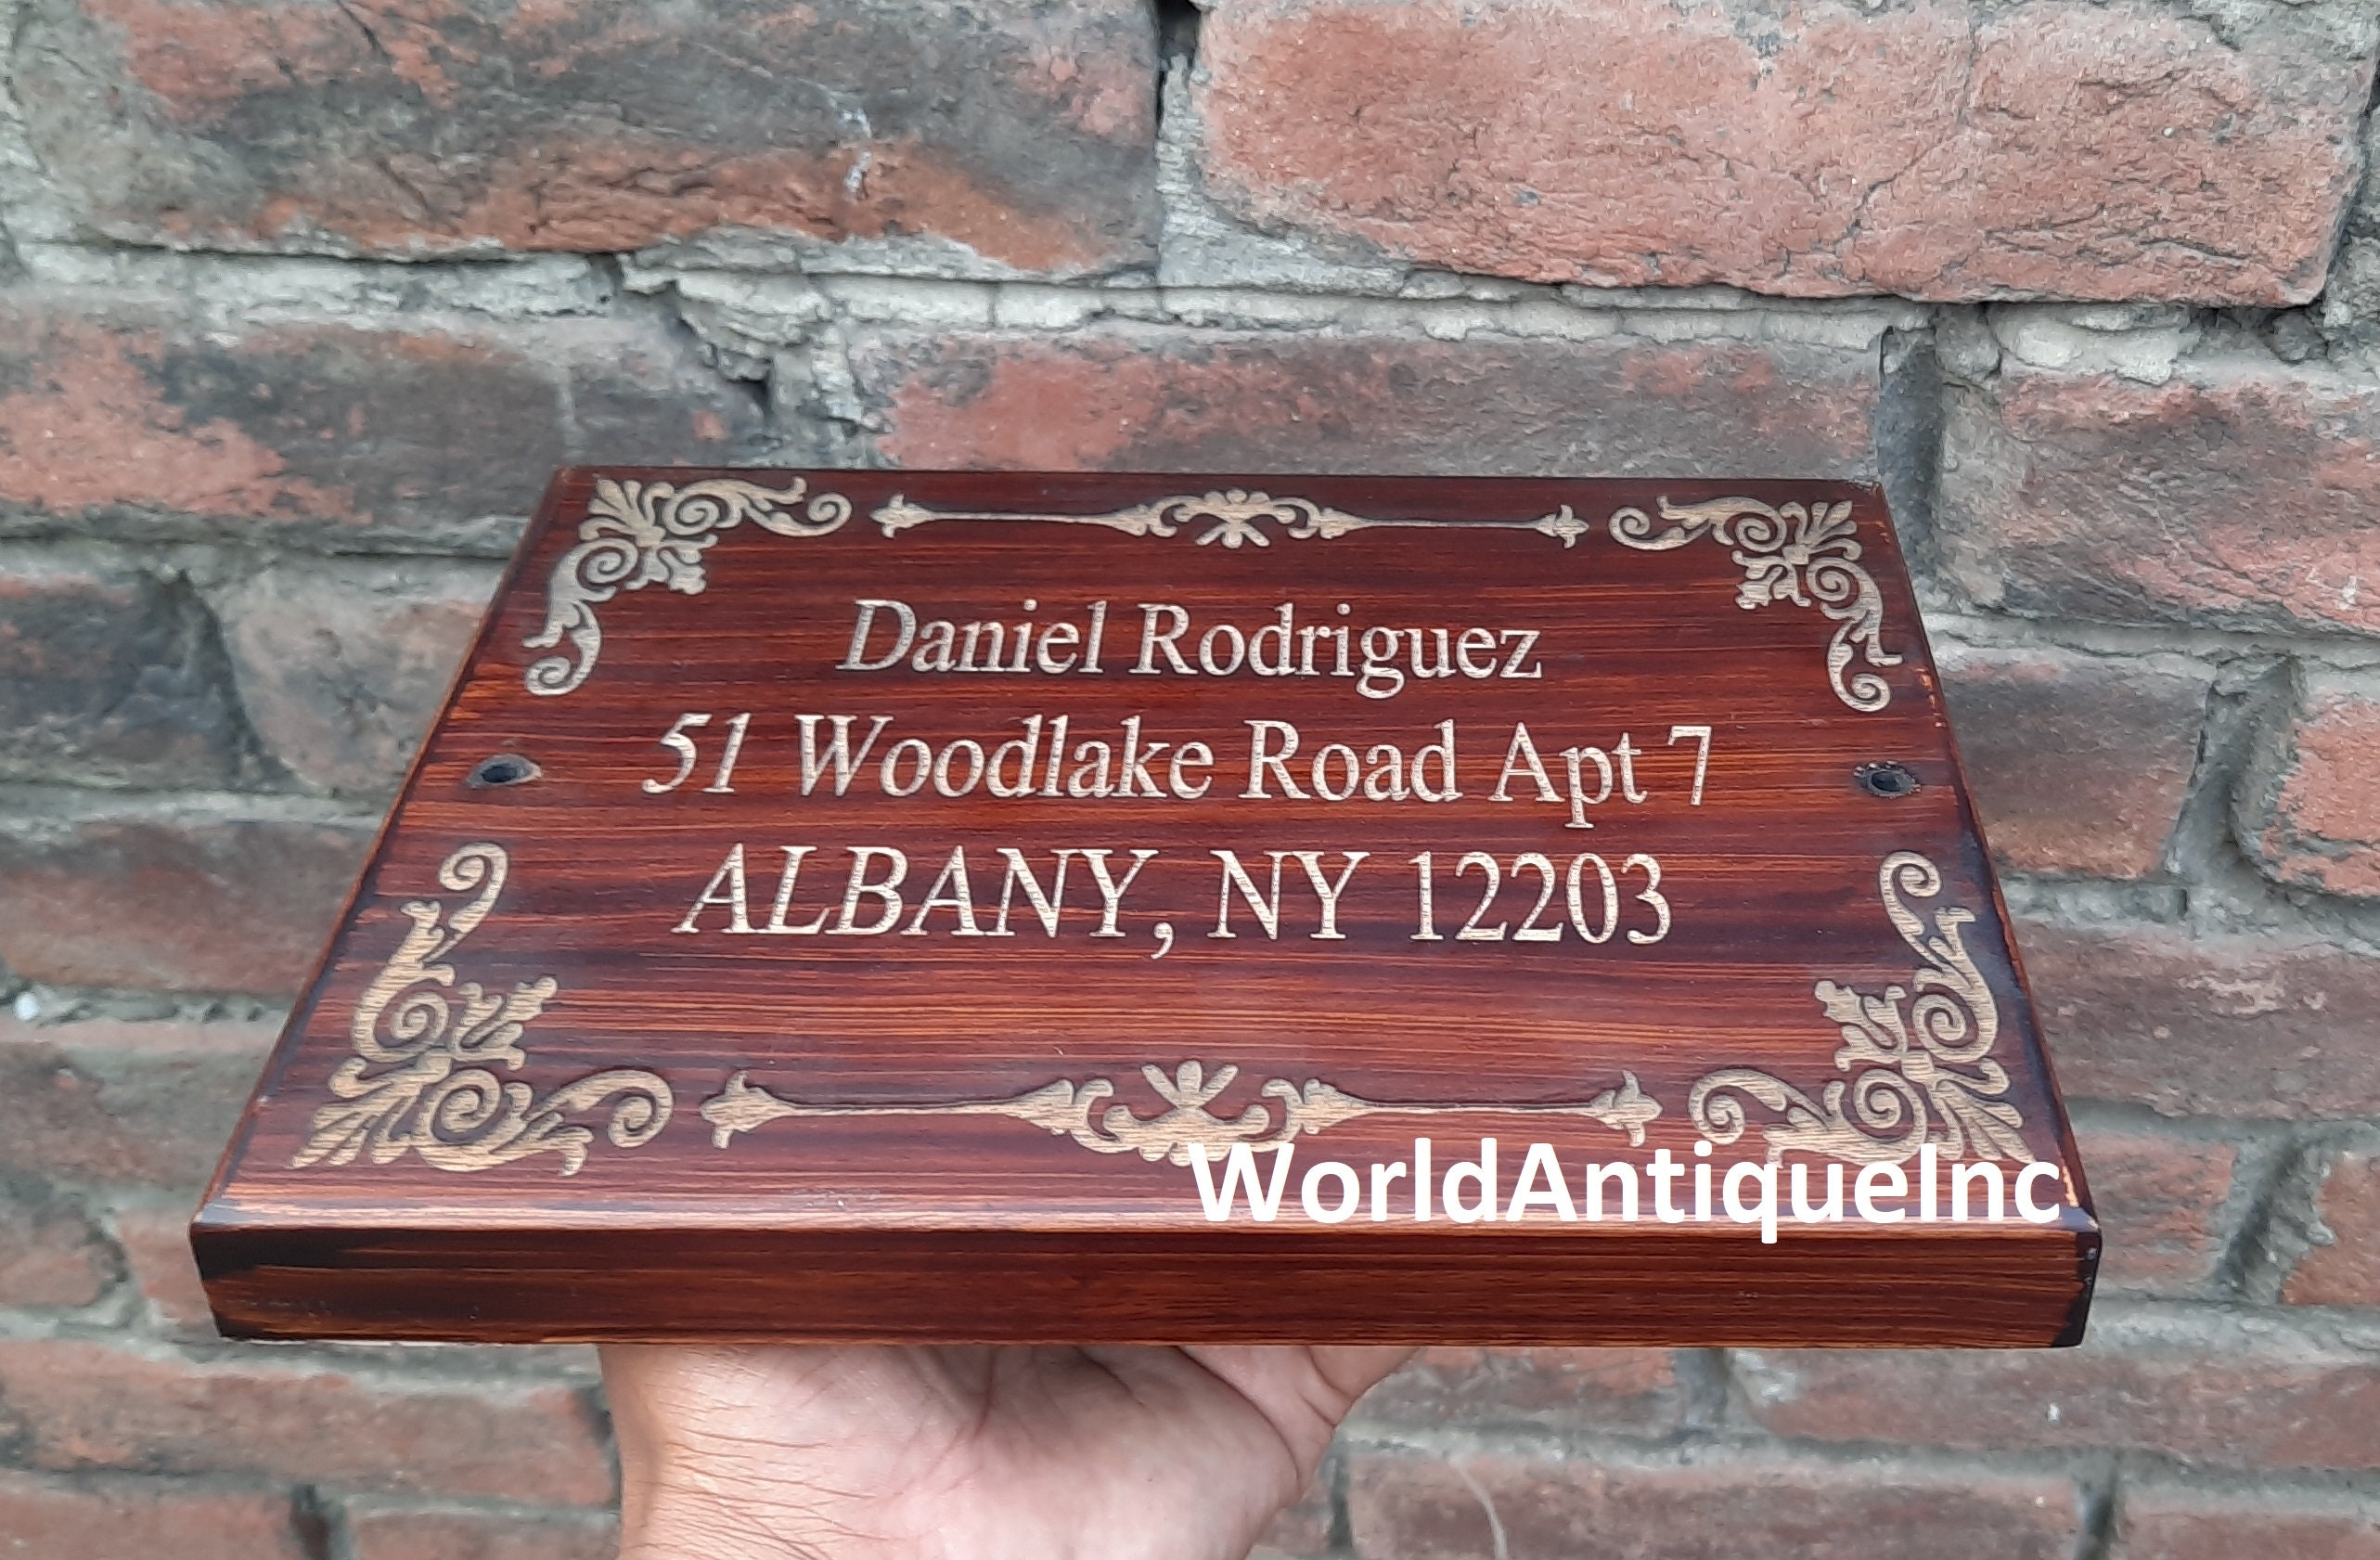 Daniel Rodriguez
51 Woodlake Road Apt 7
ALBANY, NY 12203
WorldAntiqueInc